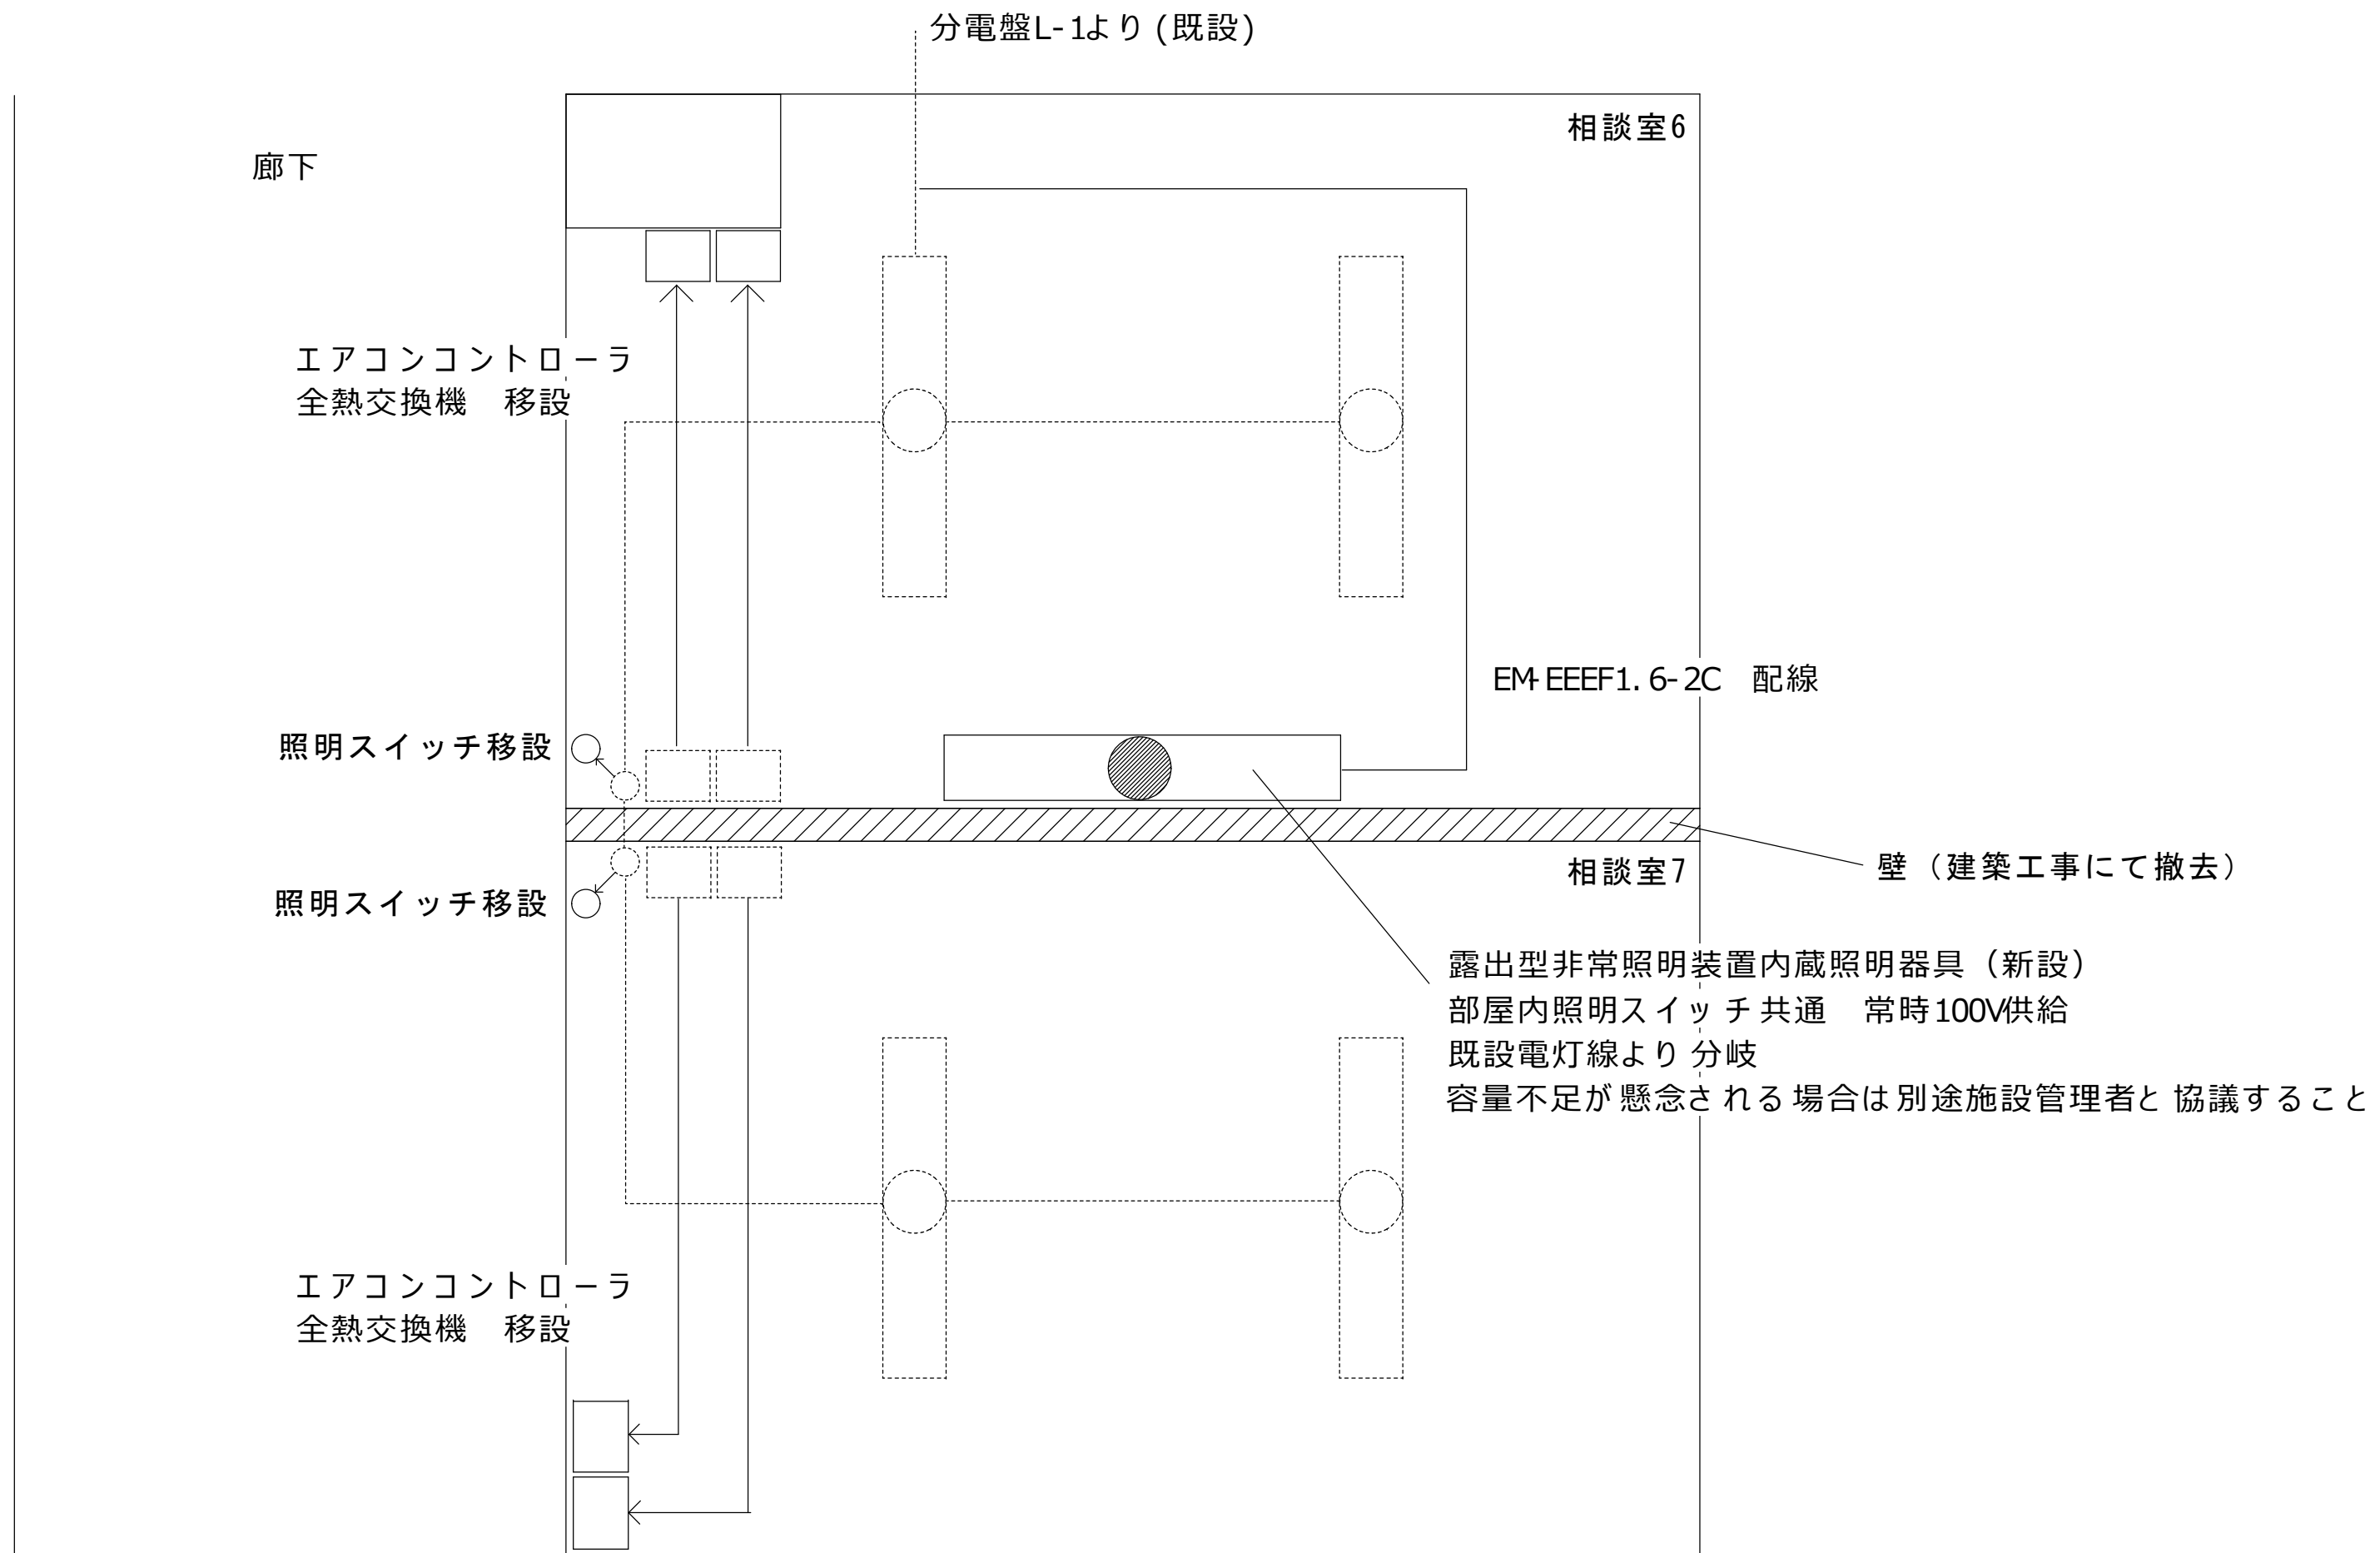 分電盤L-1より(既設)
相談室6
廊下
エアコンコントローラ
全熱交換機　移設
EM-EEEF1.6-2C　配線
照明スイッチ移設
相談室7
壁（建築工事にて撤去）
照明スイッチ移設
露出型非常照明装置内蔵照明器具（新設）
部屋内照明スイッチ共通　常時100V供給
既設電灯線より分岐
容量不足が懸念される場合は別途施設管理者と協議すること
エアコンコントローラ
全熱交換機　移設